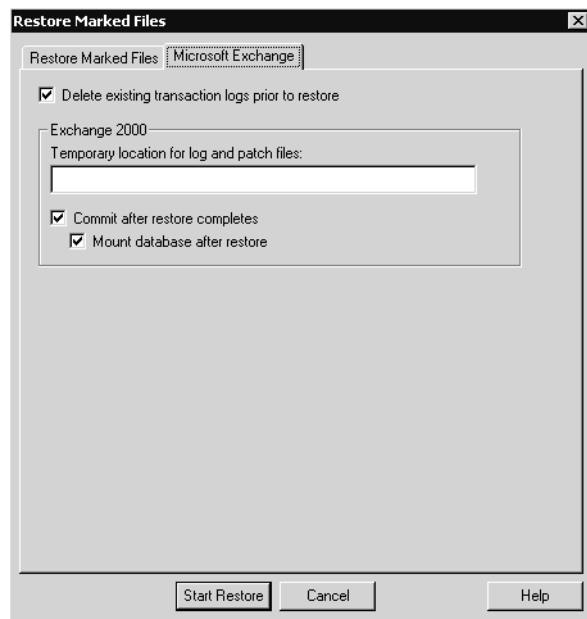 Restore Marked Files
Restore Marked Files
Microsoft Exchange
Delete existing transaction logs prior to restore
Exchange 2000
Temporary location for log and patch files:
Commit after restore completes
Mount database after restore
Start Restore
Cancel
Help